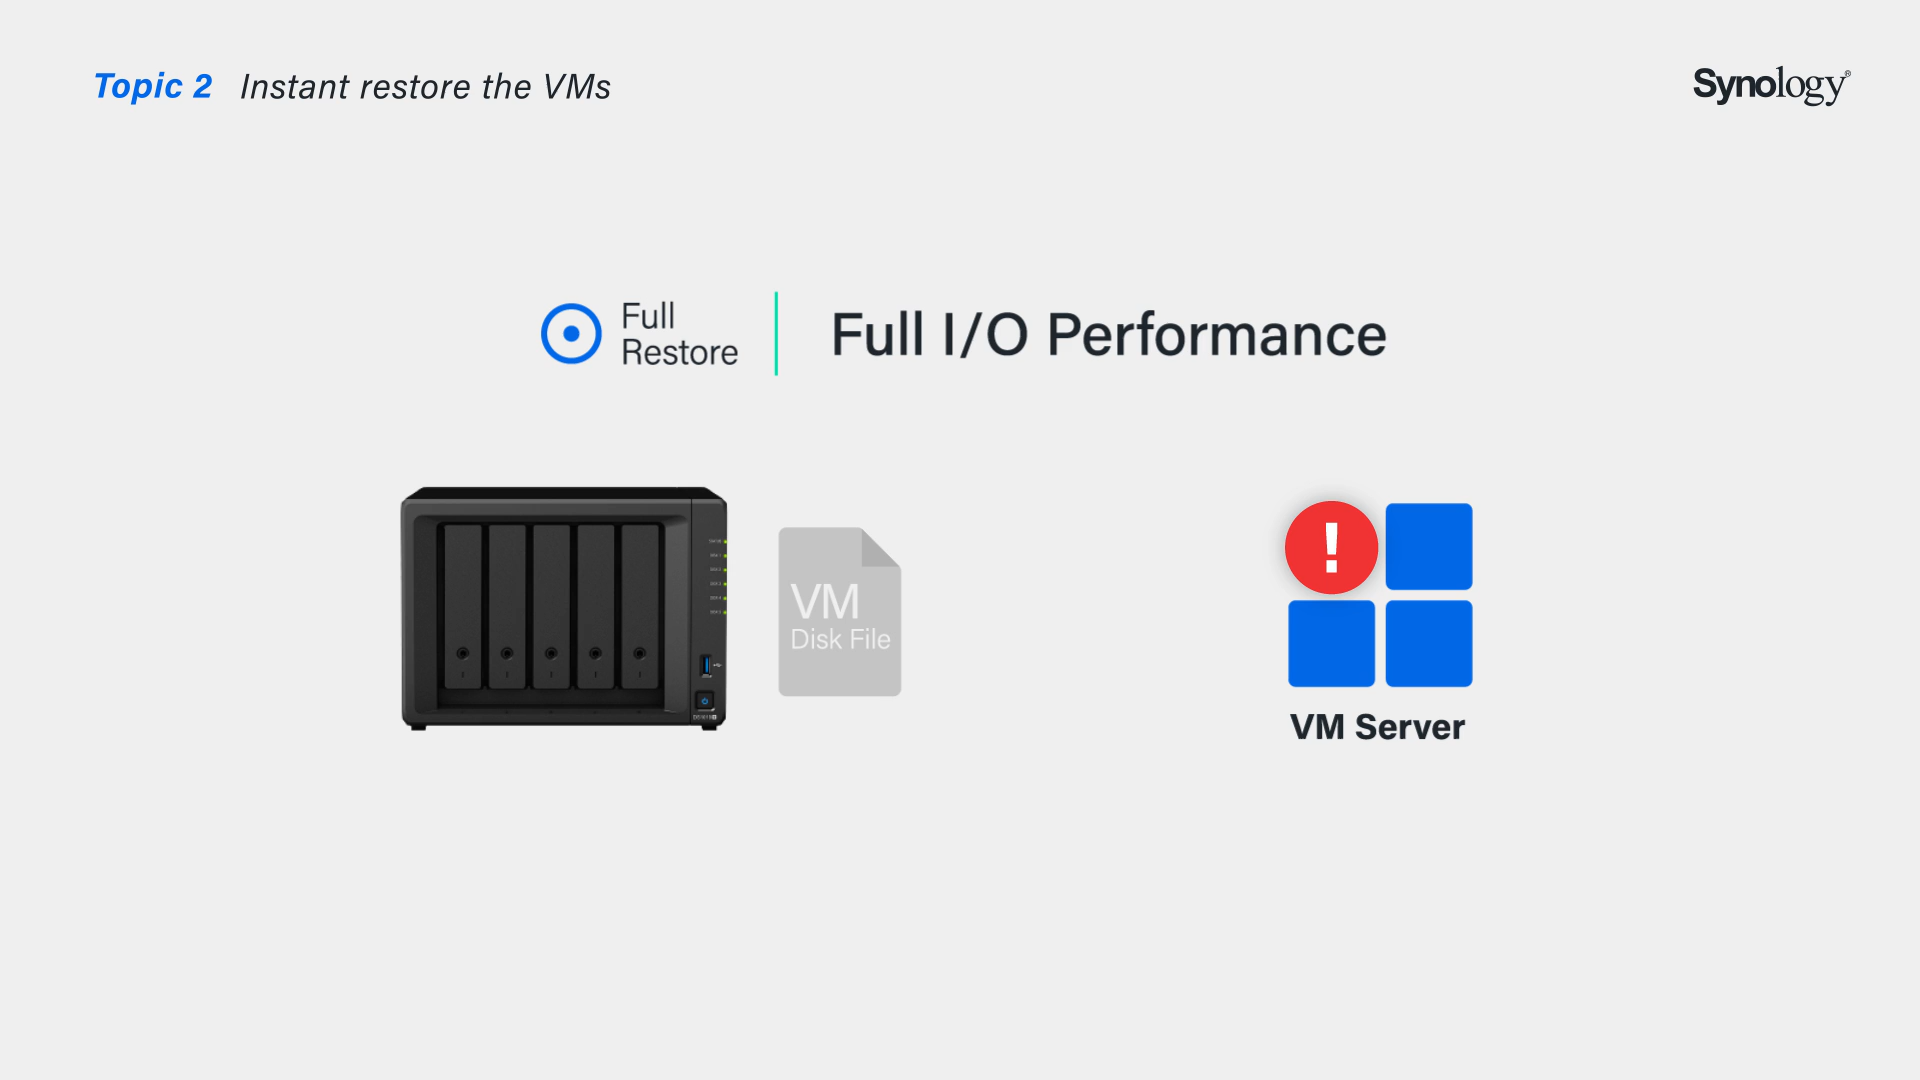 Topic 2 Instant restore the VMs
Synology®
Full
Restore
Full I/O Performance
VM
Disk File
!
VM Server